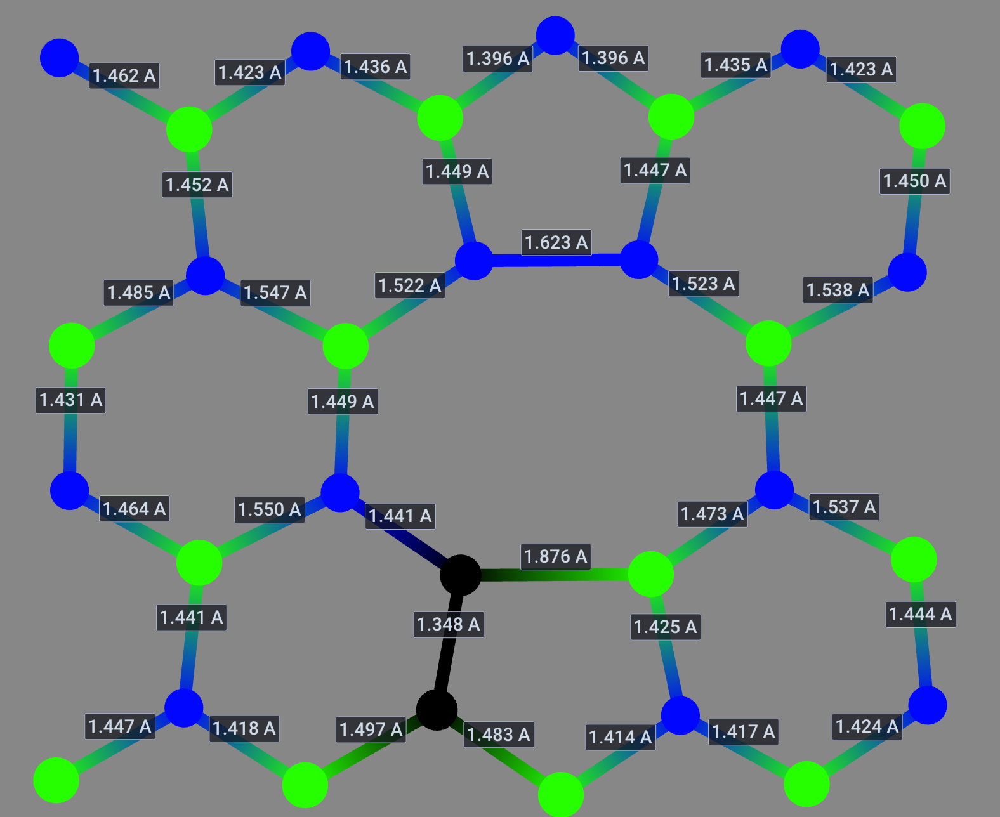 1.462 A
1.423 A
1.436 A
1.396 A
1.396 A
1.435 A
1.423 A
1.452 A
1.449 A
1.447 A
1.450 A
1.623 A
1.485 A
1.547 A
1.522 A
1.523 A
1.538 A
1.431 A
1.449 A
1.447 A
1.464 A
1.550 A
1.441 A
1.473 A
1.537 A
1.876 A
1.441 A
1.348 A
1.425 A
1.444 A
1.447 A
1.418 A
1.497 A
1.483 A
1.414 A
1.417 A
1.424 A